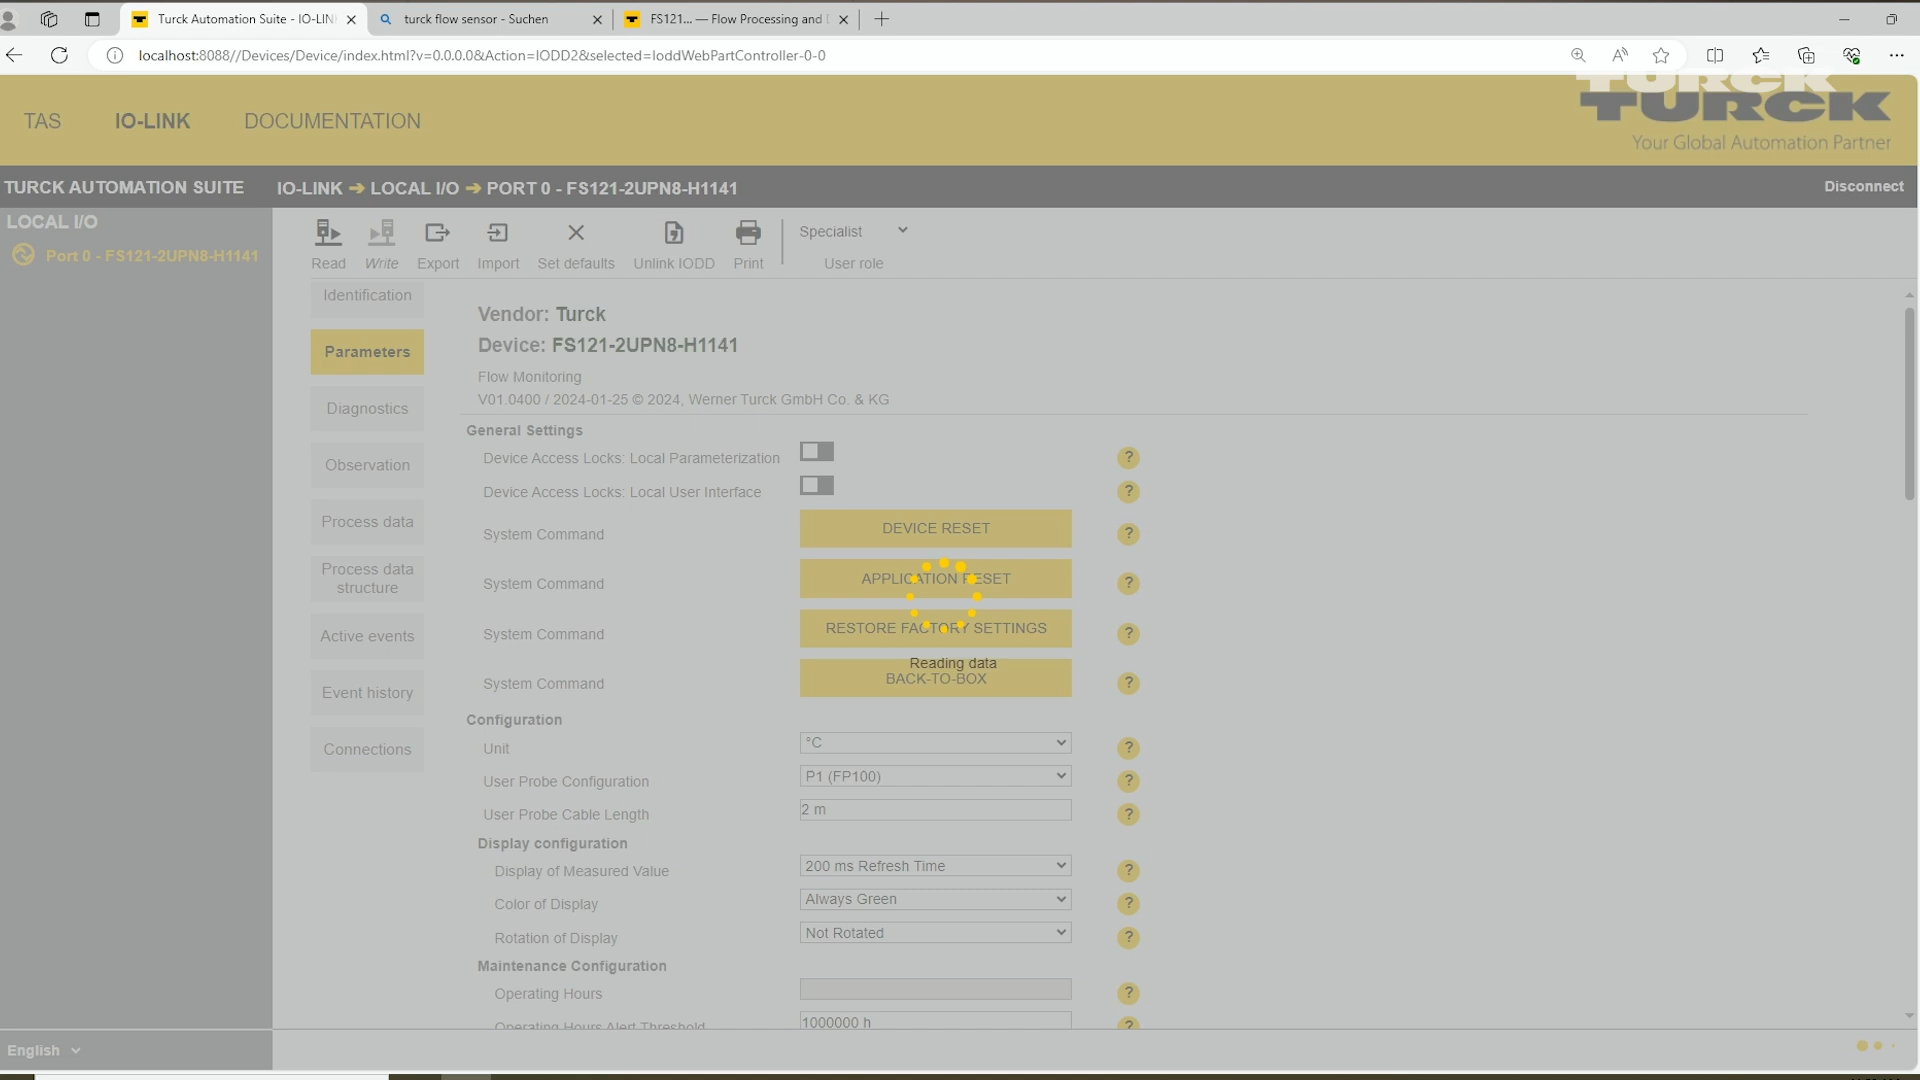 Turck Automation Suite - IO-LIN
turck flow sensor - Suchen
FS121... — Flow Processing and
localhost:8088//Devices/Device/index.html?v=0.0.0.0&Action=IODD2&selected=IoddWebPartController-0-0
TAS
IO-LINK
DOCUMENTATION
TURCK
TURCK
Your Global Automation Partner
TURCK AUTOMATION SUITE
IO-LINK LOCAL I/O PORT 0 - FS121-2UPN8-H1141
Disconnect
LOCAL I/O
Port 0 - FS121-2UPN8-H1141
Read
Write
Export
Import
Set defaults
Unlink IODD
Print
Specialist
User role
Identification
Parameters
Diagnostics
Observation
Process data
Process data
structure
Active events
Event history
Connections
Vendor: Turck
Device: FS121-2UPN8-H1141
Flow Monitoring
V01.0400 / 2024-01-25 © 2024, Werner Turck GmbH Co. & KG
General Settings
Device Access Locks: Local Parameterization ?
Device Access Locks: Local User Interface ?
System Command DEVICE RESET ?
System Command APPLICATION RESET ?
System Command RESTORE FACTORY SETTINGS ?
Reading data
System Command BACK-TO-BOX ?
Configuration
Unit °C ?
User Probe Configuration P1 (FP100) ?
User Probe Cable Length 2 m ?
Display configuration
Display of Measured Value 200 ms Refresh Time ?
Color of Display Always Green ?
Rotation of Display Not Rotated ?
Maintenance Configuration
Operating Hours ?
Operating Hours Alert Threshold 1000000 h ?
English